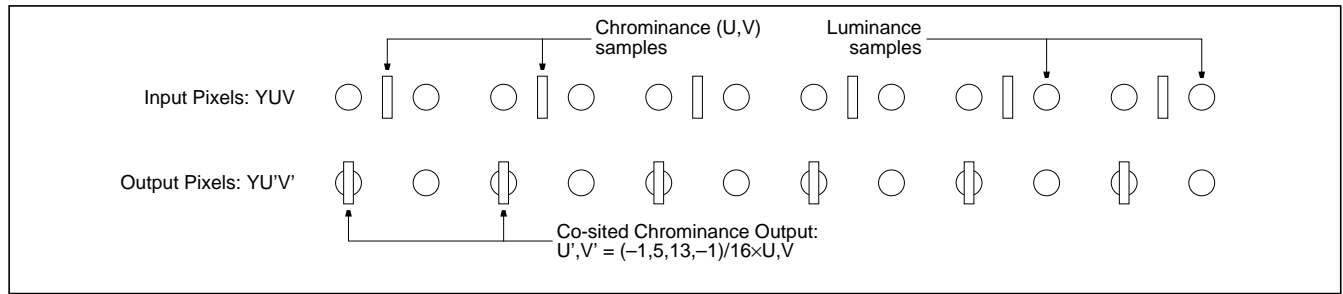 Chrominance (U,V)
samples
Luminance
samples
Input Pixels: YUV
Output Pixels: YU’V’
Co-sited Chrominance Output:
U’,V’ = (–1,5,13,–1)/16×U,V